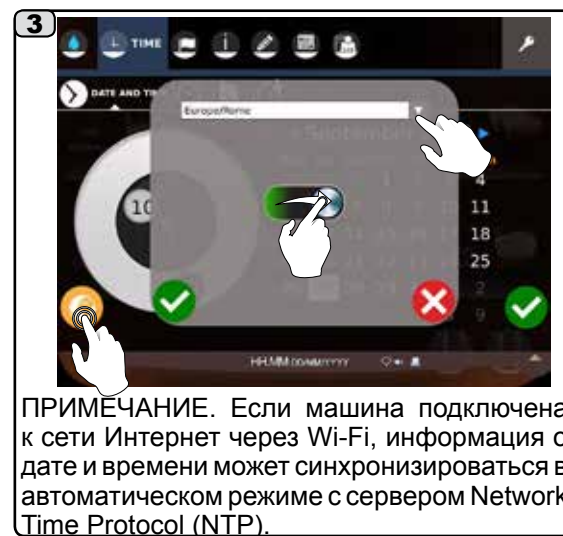 3
TIME
DATE AND TI
Europe/Rome
September
4
10
11
18
25
2
9
HH.MM DD/MM/YYYY
ПРИМЕЧАНИЕ. Если машина подключена
к сети Интернет через Wi-Fi, информация о
дате и времени может синхронизироваться в
автоматическом режиме с сервером Network
Time Protocol (NTP).